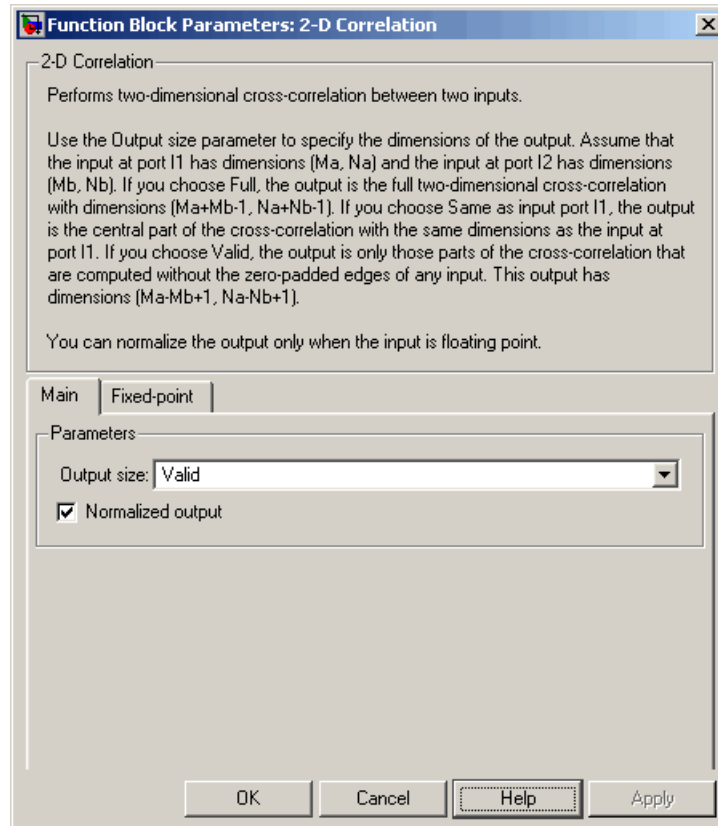 Function Block Parameters: 2-D Correlation
2-D Correlation
Performs two-dimensional cross-correlation between two inputs.
Use the Output size parameter to specify the dimensions of the output. Assume that
the input at port I1 has dimensions (Ma, Na) and the input at port I2 has dimensions
(Mb, Nb). If you choose Full, the output is the full two-dimensional cross-correlation
with dimensions (Ma+Mb-1, Na+Nb-1). If you choose Same as input port I1, the output
is the central part of the cross-correlation with the same dimensions as the input at
port I1. If you choose Valid, the output is only those parts of the cross-correlation that
are computed without the zero-padded edges of any input. This output has
dimensions (Ma-Mb+1, Na-Nb+1).
You can normalize the output only when the input is floating point.
Main Fixed-point
Parameters
Output size: Valid
Normalized output
OK Cancel Help Apply